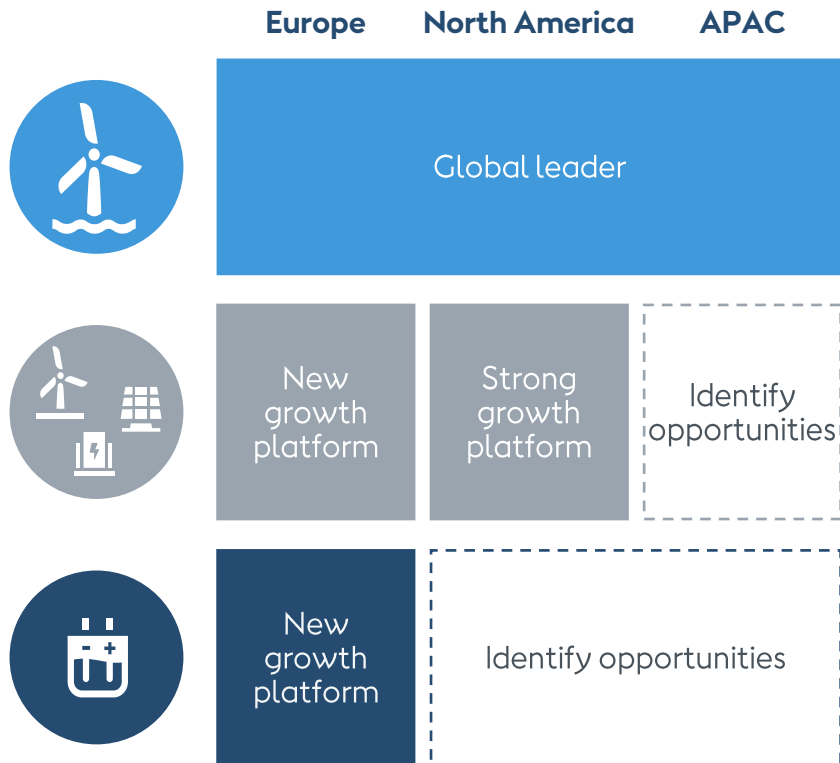 Europe North America APAC
Global leader
New
growth
platform
Strong
growth
platform
Identify
opportunities
New
growth
platform
Identify opportunities